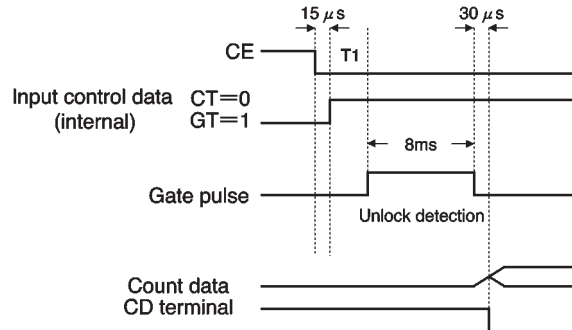 15 μs
30 μs
CE
T1
Input control data
(internal)
CT=0
GT=1
8ms
Gate pulse
Unlock detection
Count data
CD terminal